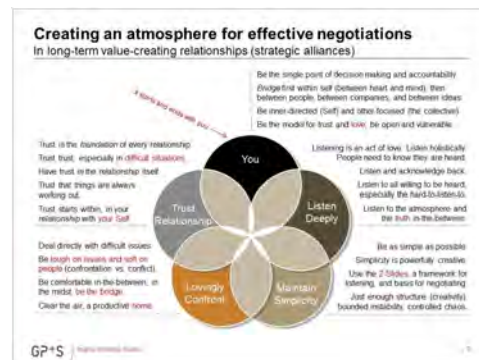 Creating an atmosphere for effective negotiations
In long-term value-creating relationships (strategic alliances)
Be the single point of decision making and accountability
Bridge first within self (between heart and mind), then
between people, between companies, and between ideas
Be inner-directed (Self) and other-focused (the collective)
Be the model for trust and love, be open and vulnerable
It starts and ends with you
You
Trust is the foundation of every relationship
Trust trust, especially in difficult situations
Have trust in the relationship itself
Trust that things are always
working out.
Trust starts within, in your
relationship with your Self
Trust
Relationship
Listening is an act of love. Listen holistically
People need to know they are heard.
Listen and acknowledge back.
Listen to all willing to be heard,
especially the hard-to-listen-to.
Listen to the atmosphere and
the truth in the between.
Listen
Deeply
Deal directly with difficult issues
Be tough on issues and soft on
people (confrontation vs. conflict).
Be comfortable in the between, in
the midst, be the bridge.
Clear the air, a productive home.
Lovingly
Confront
Maintain
Simplicity
Be as simple as possible
Simplicity is powerfully creative
Use the 2-Slides, a framework for
listening, and basis for negotiating
Just enough structure (creativity)
bounded instability, controlled chaos.
GP+S